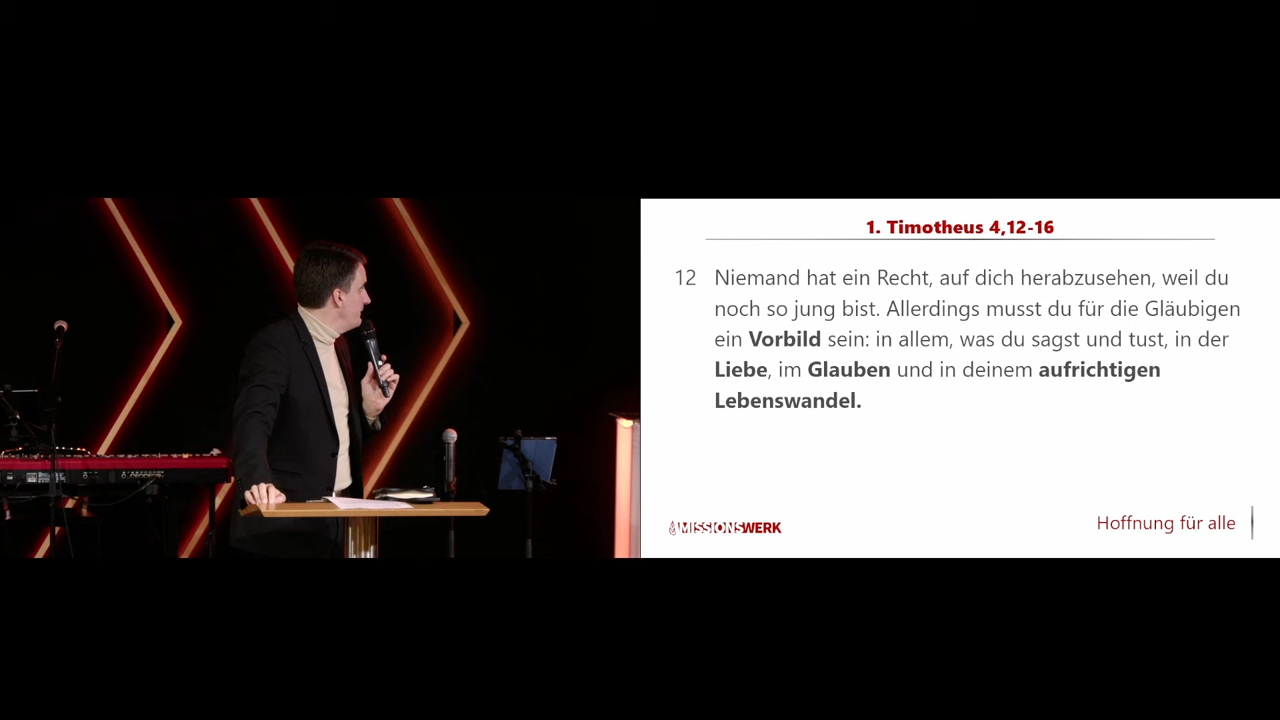 1. Timotheus 4,12-16
12 Niemand hat ein Recht, auf dich herabzusehen, weil du
noch so jung bist. Allerdings musst du für die Gläubigen
ein Vorbild sein: in allem, was du sagst und tust, in der
Liebe, im Glauben und in deinem aufrichtigen
Lebenswandel.
MISSIONSWERK
Hoffnung für alle